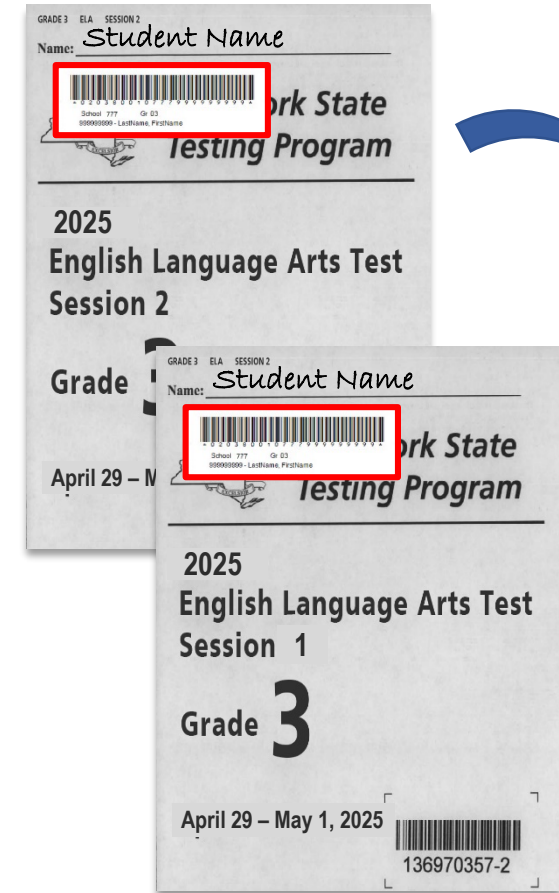 GRADE 3 ELA SESSION 2
Name: Student Name
School 777 Gr 03
999999999 - LastName, FirstName
ork State
Testing Program
2025
English Language Arts Test
Session 2
Grade
April 29 – M
GRADE 3 ELA SESSION 2
Name: Student Name
School 777 Gr 03
999999999 - LastName, FirstName
ork State
Testing Program
2025
English Language Arts Test
Session 1
Grade 3
April 29 – May 1, 2025
136970357-2